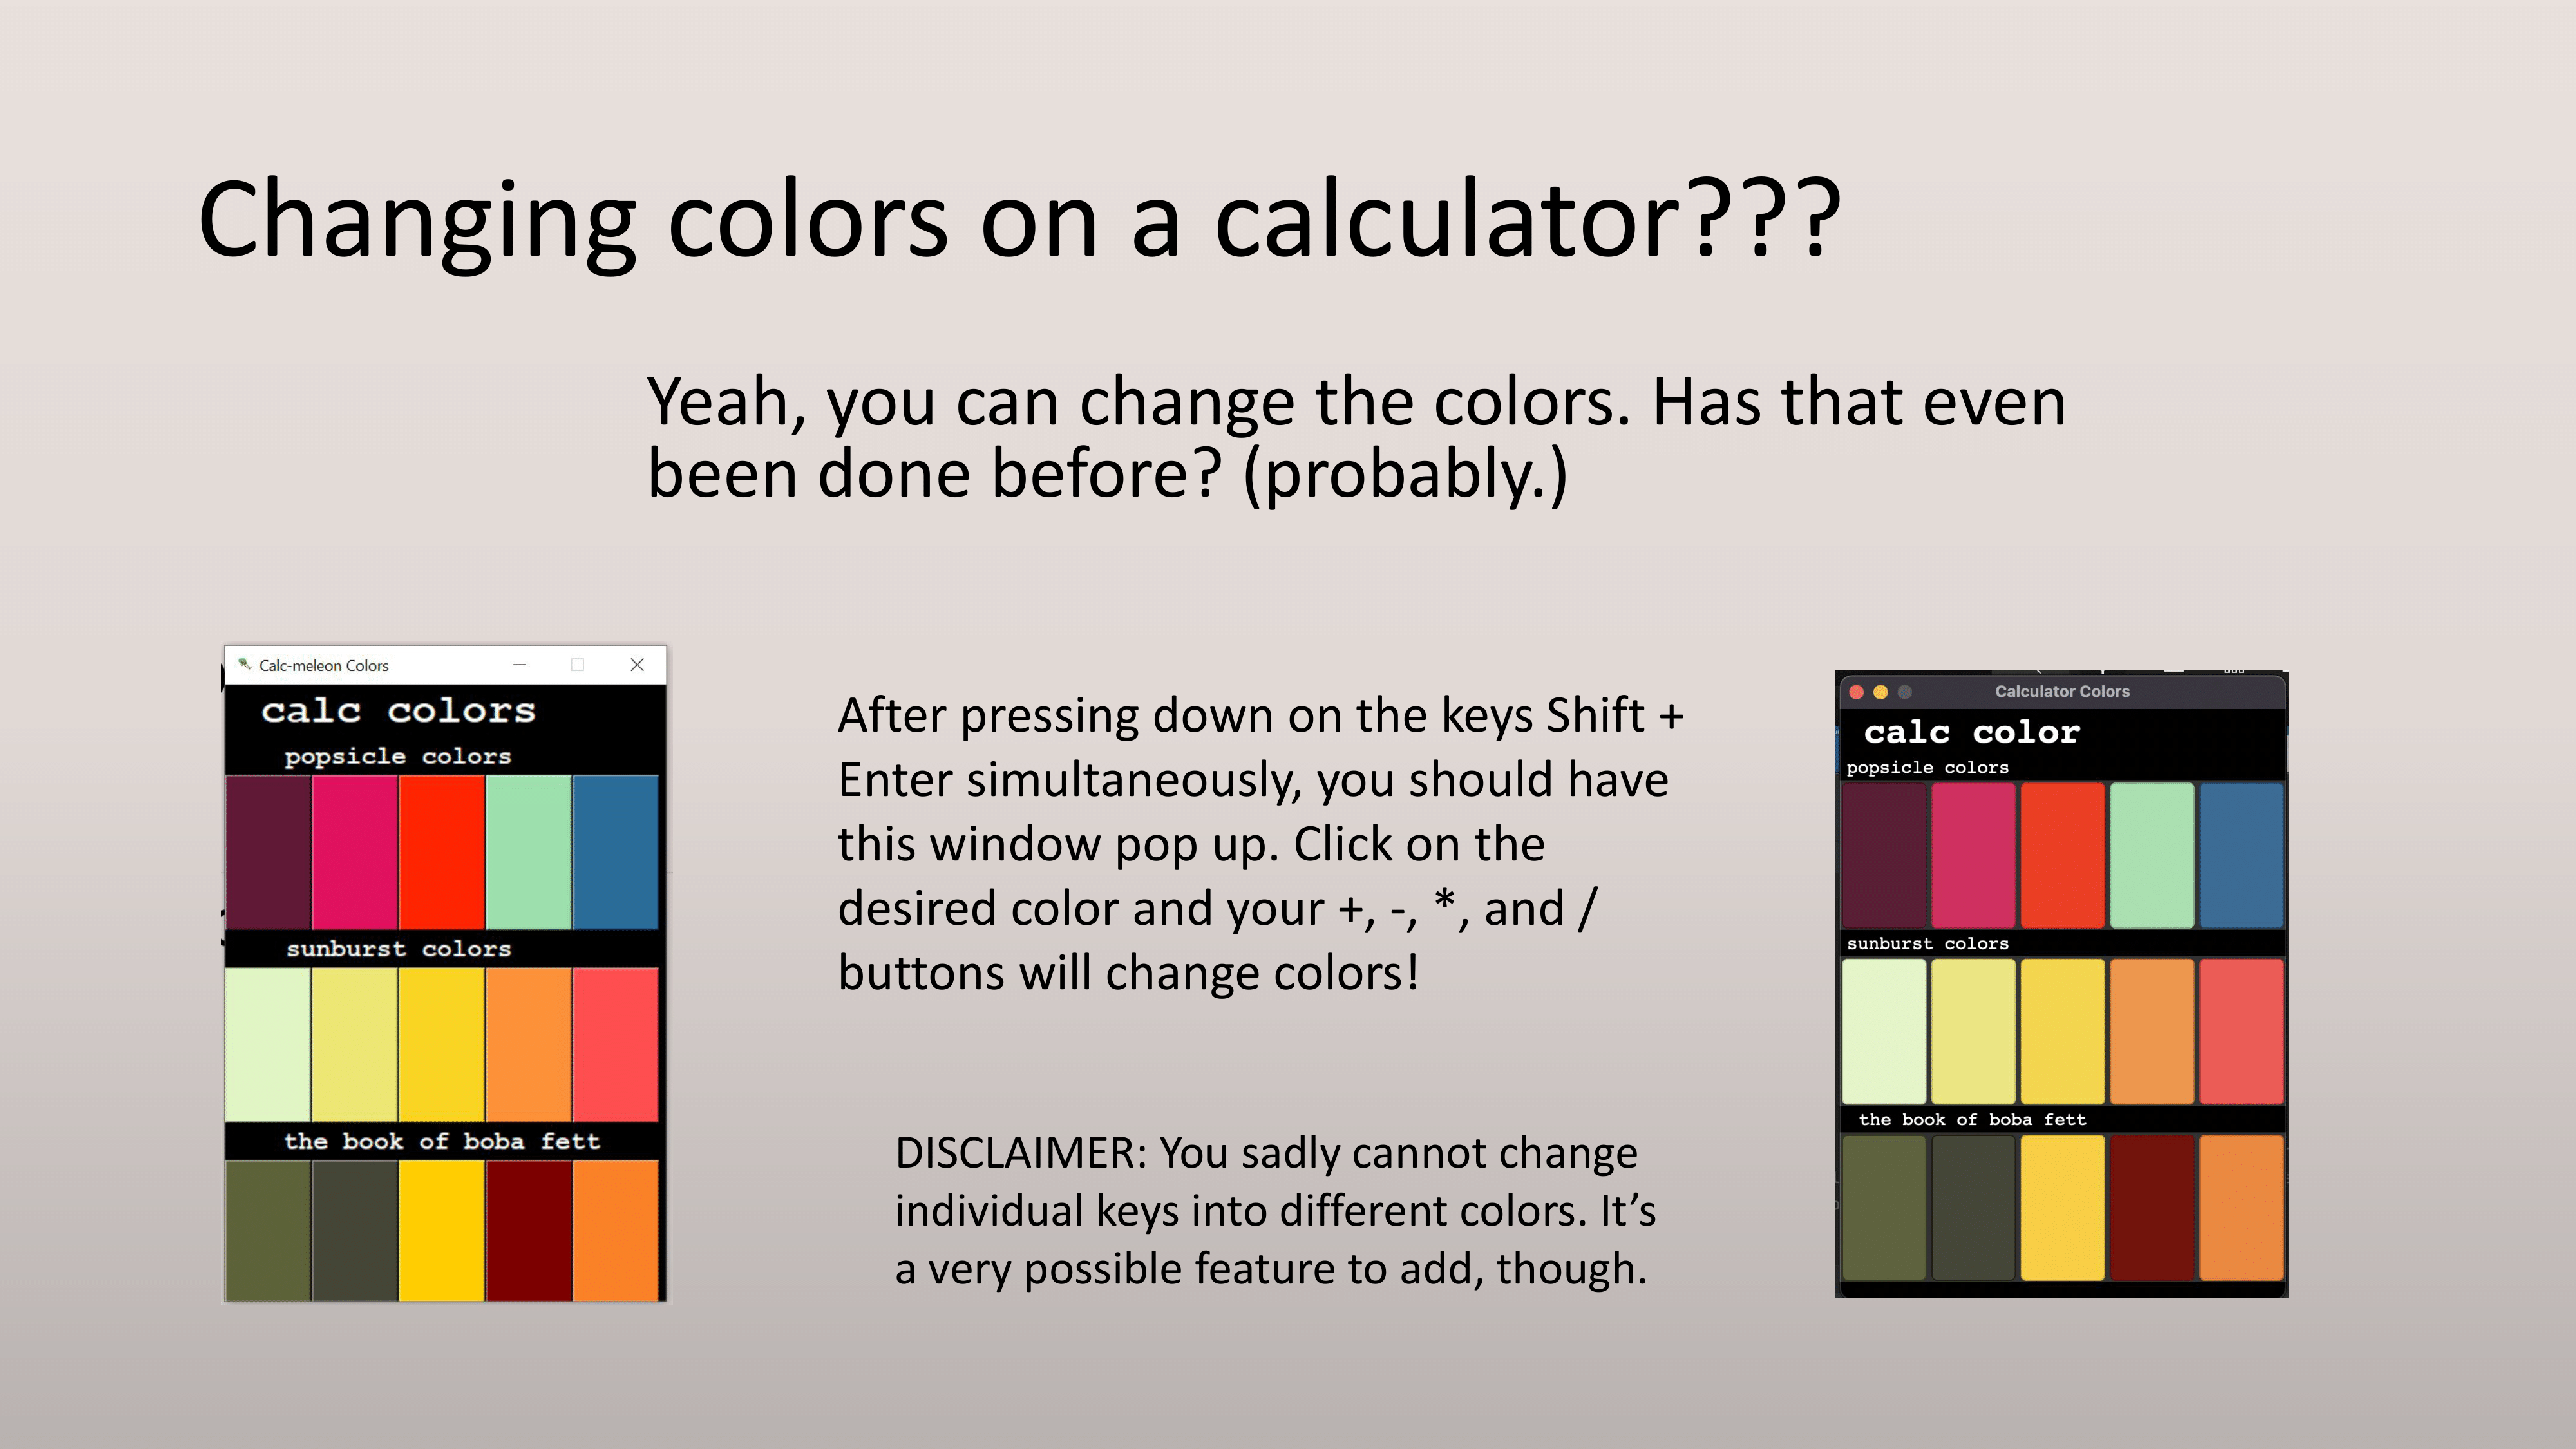 Changing colors on a calculator???
Yeah, you can change the colors. Has that even
been done before? (probably.)
Calc-meleon Colors
calc colors
popsicle colors
sunburst colors
the book of boba fett
After pressing down on the keys Shift +
Enter simultaneously, you should have
this window pop up. Click on the
desired color and your +, -, *, and /
buttons will change colors!
DISCLAIMER: You sadly cannot change
individual keys into different colors. It’s
a very possible feature to add, though.
Calculator Colors
calc color
popsicle colors
sunburst colors
the book of boba fett